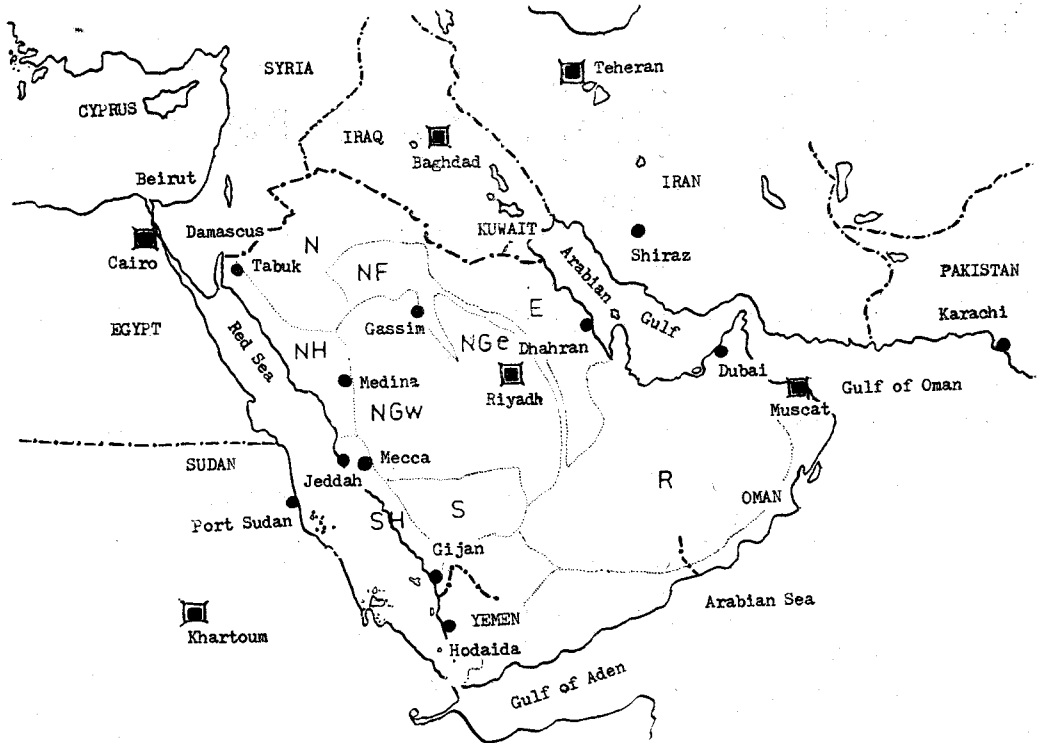 SYRIA
Teheran
CYPRUS
IRAQ
Baghdad
Beirut
IRAN
Damascus
KUWAIT
N
Cairo
Tabuk
NF
Shiraz
PAKISTAN
Arabian
Gulf
E
Karachi
EGYPT
Red Sea
Gassim
NGe
Dhahran
NH
Medina
Riyadh
Dubai
Gulf of Oman
NGw
Muscat
SUDAN
Jeddah
Mecca
R
OMAN
S
SH
Port Sudan
Gijan
Arabian Sea
YEMEN
Khartoum
Hodaida
Gulf of Aden